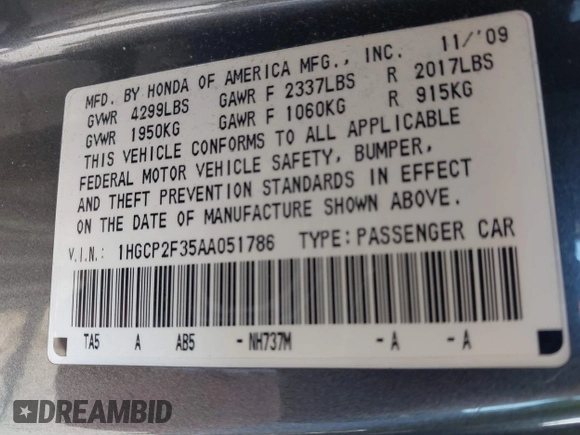 MFD. BY HONDA OF AMERICA MFG., INC. 11/'09
GVWR 4299LBS GAWR F 2337LBS R 2017LBS
GVWR 1950KG GAWR F 1060KG R 915KG
THIS VEHICLE CONFORMS TO ALL APPLICABLE
FEDERAL MOTOR VEHICLE SAFETY, BUMPER,
AND THEFT PREVENTION STANDARDS IN EFFECT
ON THE DATE OF MANUFACTURE SHOWN ABOVE.
V.I.N.: 1HGCP2F35AA051786 TYPE:PASSENGER CAR
TA5 A AB5 -NH737M -A -A
DREAMBID